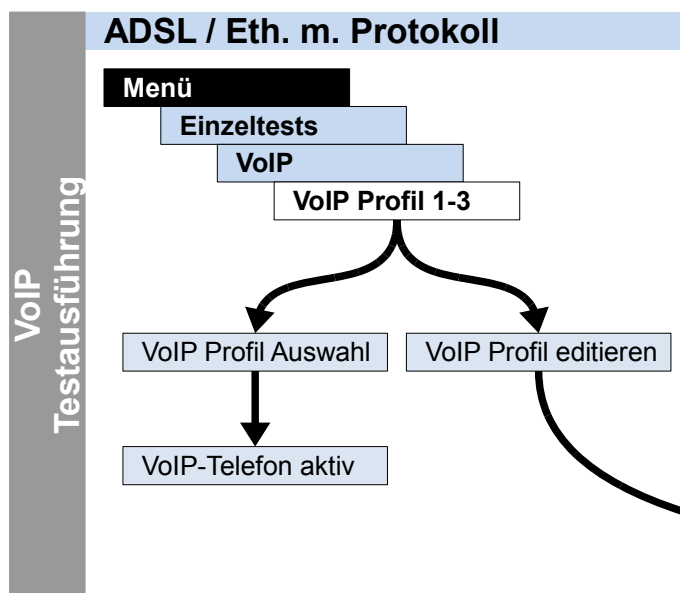 ADSL / Eth. m. Protokoll
VoIP
Testausführung
Menü
Einzeltests
VoIP
VoIP Profil 1-3
VoIP Profil Auswahl
VoIP Profil editieren
VoIP-Telefon aktiv